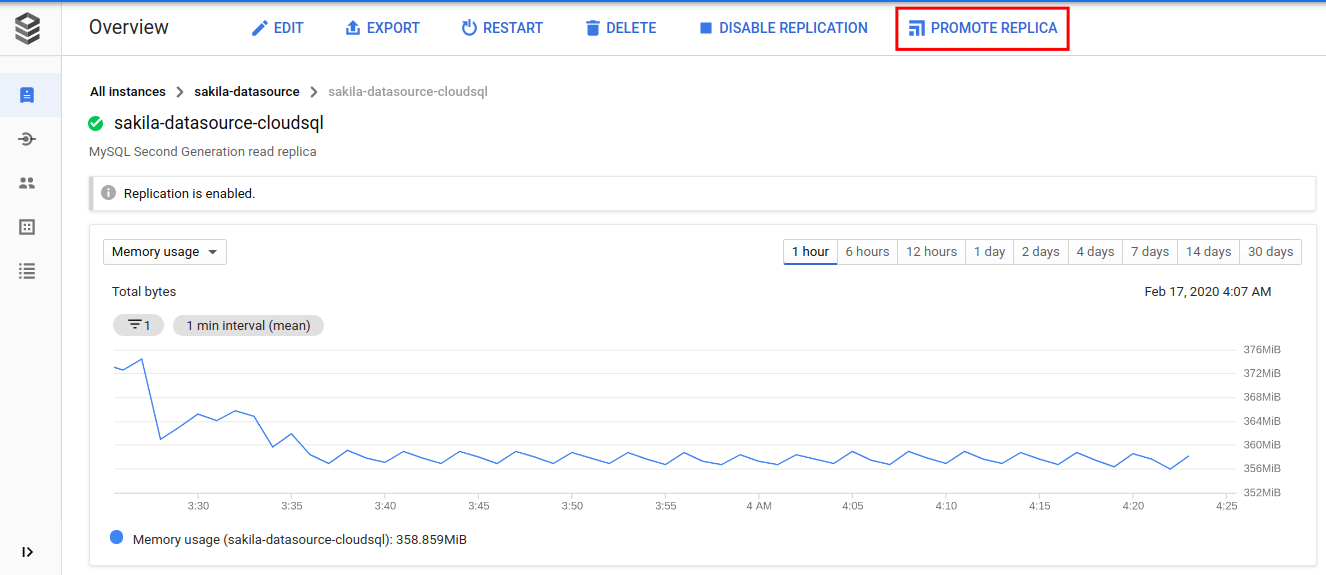 Overview EDIT EXPORT RESTART DELETE DISABLE REPLICATION PROMOTE REPLICA
All instances > sakila-datasource > sakila-datasource-cloudsql
sakila-datasource-cloudsql
MySQL Second Generation read replica
Replication is enabled.
Memory usage 1 hour 6 hours 12 hours 1 day 2 days 4 days 7 days 14 days 30 days
Total bytes Feb 17, 2020 4:07 AM
1 1 min interval (mean)
376MiB
372MiB
368MiB
364MiB
360MiB
356MiB
352MiB
3:30 3:35 3:40 3:45 3:50 3:55 4 AM 4:05 4:10 4:15 4:20 4:25
Memory usage (sakila-datasource-cloudsql): 358.859MiB